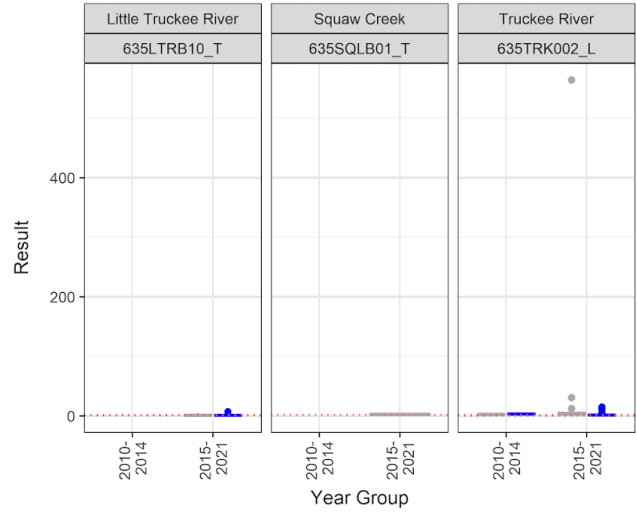 Little Truckee River
Squaw Creek
Truckee River
635LTRB10_T
635SQLB01_T
635TRK002_L
Result
400
200
0
2010-
2014
2015-
2021
2010-
2014
2015-
2021
2010-
2014
2015-
2021
Year Group